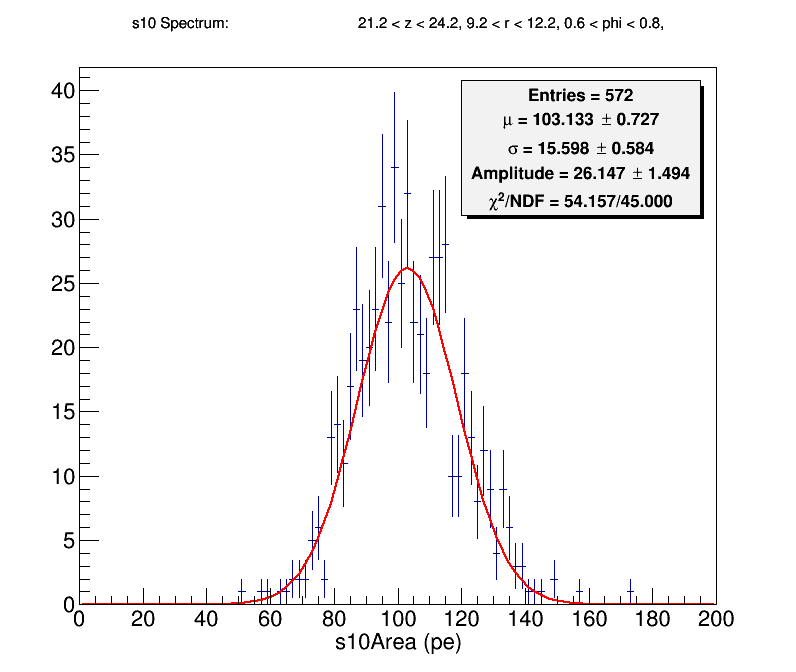 s10 Spectrum: 21.2 < z < 24.2, 9.2 < r < 12.2, 0.6 < phi < 0.8,
Entries = 572
μ = 103.133 ± 0.727
σ = 15.598 ± 0.584
Amplitude = 26.147 ± 1.494
χ²/NDF = 54.157/45.000
40
35
30
25
20
15
10
5
0
0 20 40 60 80 100 120 140 160 180 200
s10Area (pe)